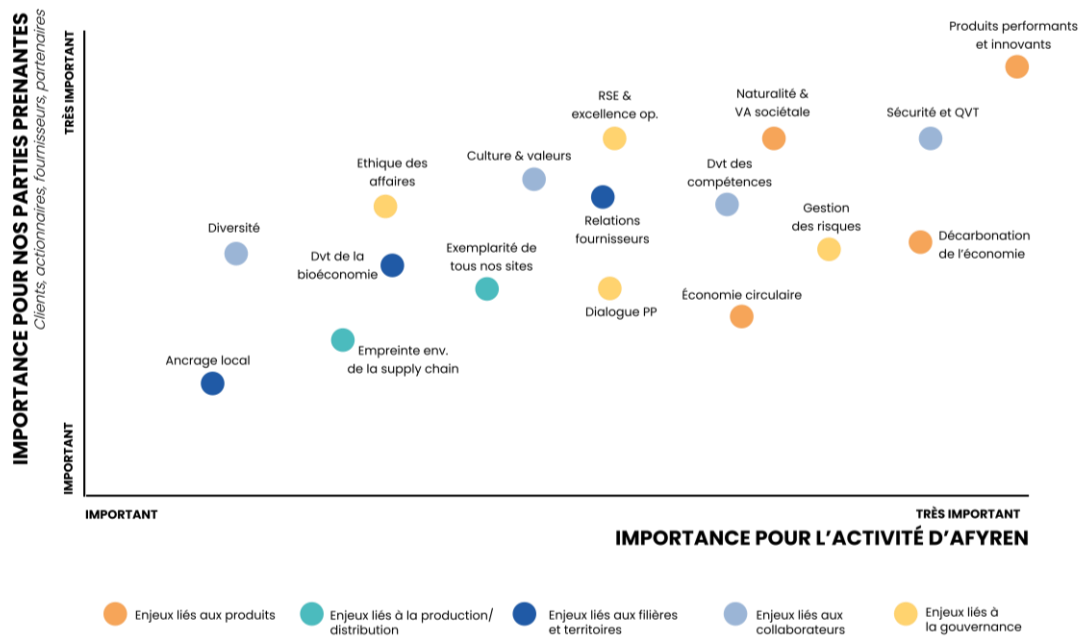 IMPORTANCE POUR NOS PARTIES PRENANTES
Clients, actionnaires, fournisseurs, partenaires
TRÈS IMPORTANT
IMPORTANT
Produits performants
et innovants
RSE &
excellence op.
Naturalité &
VA sociétale
Sécurité et QVT
Culture & valeurs
Ethique des
affaires
Dvt des
compétences
Relations
fournisseurs
Gestion
des risques
Diversité
Dvt de la
bioéconomie
Exemplarité de
tous nos sites
Décarbonation
de l’économie
Dialogue PP
Économie circulaire
Ancrage local
Empreinte env.
de la supply chain
IMPORTANT
TRÈS IMPORTANT
IMPORTANCE POUR L’ACTIVITÉ D’AFYREN
Enjeux liés aux produits
Enjeux liés à la production/
distribution
Enjeux liés aux filières
et territoires
Enjeux liés aux
collaborateurs
Enjeux liés à
la gouvernance